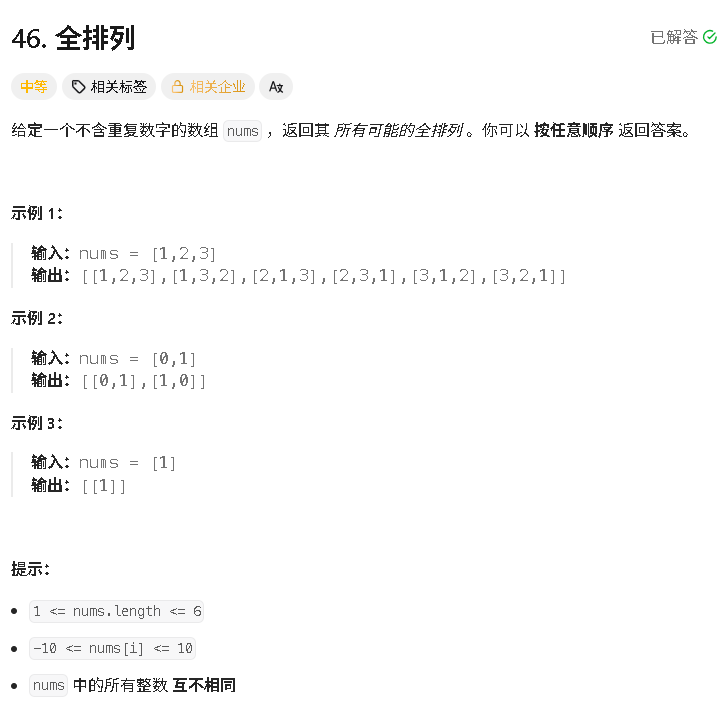 46. 全排列
已解答
中等 相关标签 相关企业 Ax
给定一个不含重复数字的数组 nums ，返回其 所有可能的全排列 。你可以 按任意顺序 返回答案。
示例 1：
输入：nums = [1,2,3]
输出：[[1,2,3],[1,3,2],[2,1,3],[2,3,1],[3,1,2],[3,2,1]]
示例 2：
输入：nums = [0,1]
输出：[[0,1],[1,0]]
示例 3：
输入：nums = [1]
输出：[[1]]
提示：
1 <= nums.length <= 6
-10 <= nums[i] <= 10
nums 中的所有整数 互不相同